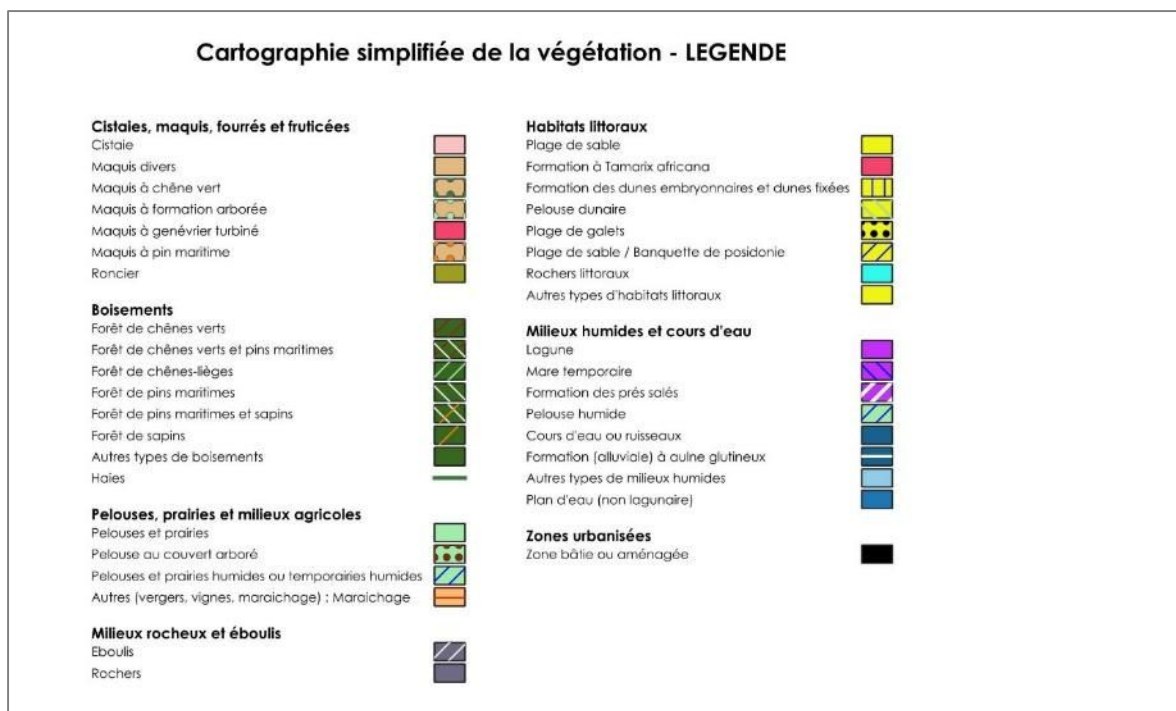 Cartographie simplifiée de la végétation - LEGENDE
Cistaies, maquis, fourrés et fruticées
Cistaie
Maquis divers
Maquis à chêne vert
Maquis à formation arborée
Maquis à genévrier turbiné
Maquis à pin maritime
Roncier
Boisements
Forêt de chênes verts
Forêt de chênes verts et pins maritimes
Forêt de chênes-lièges
Forêt de pins maritimes
Forêt de pins maritimes et sapins
Forêt de sapins
Autres types de boisements
Haies
Pelouses, prairies et milieux agricoles
Pelouses et prairies
Pelouse au couvert arboré
Pelouses et prairies humides ou temporairies humides
Autres (vergers, vignes, maraichage) : Maraichage
Milieux rocheux et éboulis
Eboulis
Rochers
Habitats littoraux
Plage de sable
Formation à Tamarix africana
Formation des dunes embryonnaires et dunes fixées
Pelouse dunaire
Plage de galets
Plage de sable / Banquette de posidonie
Rochers littoraux
Autres types d'habitats littoraux
Milieux humides et cours d'eau
Lagune
Mare temporaire
Formation des prés salés
Pelouse humide
Cours d'eau ou ruisseaux
Formation (alluviale) à aulne glutineux
Autres types de milieux humides
Plan d'eau (non lagunaire)
Zones urbanisées
Zone bâtie ou aménagée